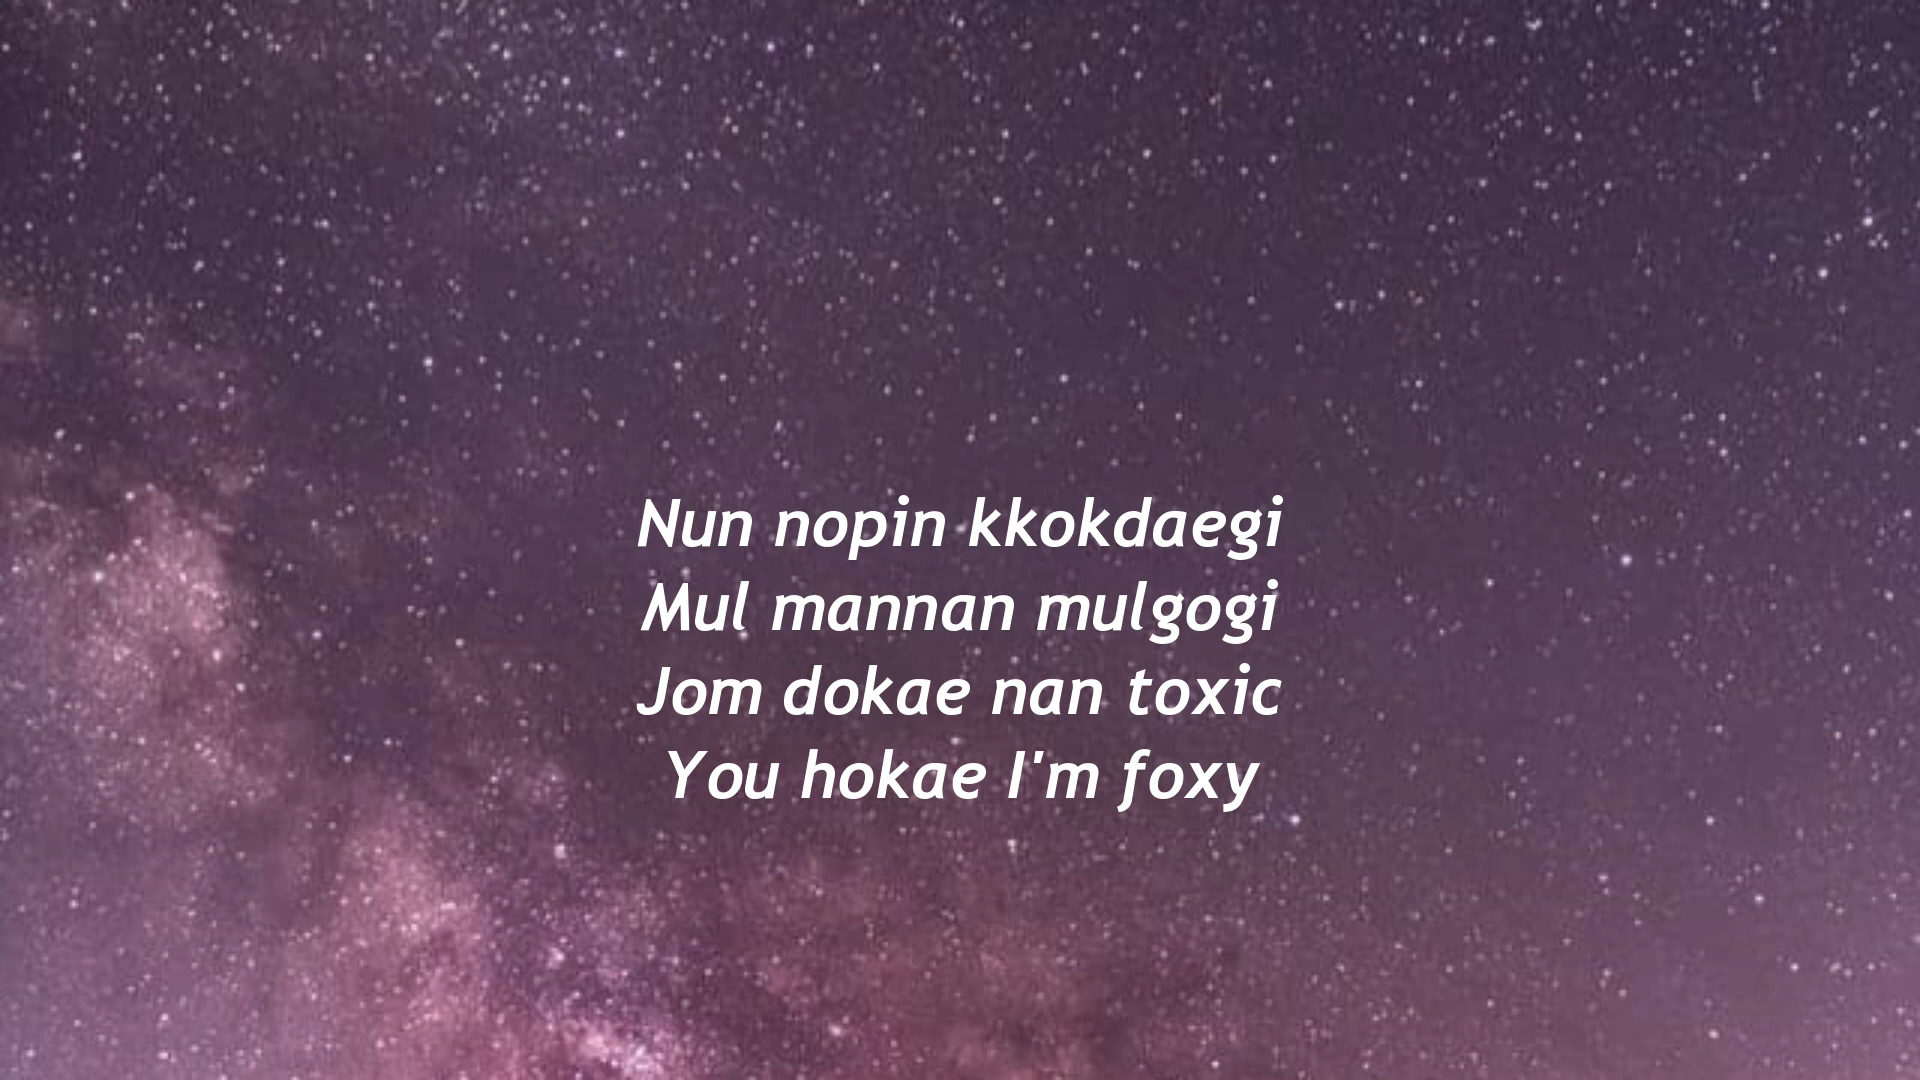 Nun nopin kkokdaegi
Mul mannan mulgogi
Jom dokae nan toxic
You hokae I'm foxy